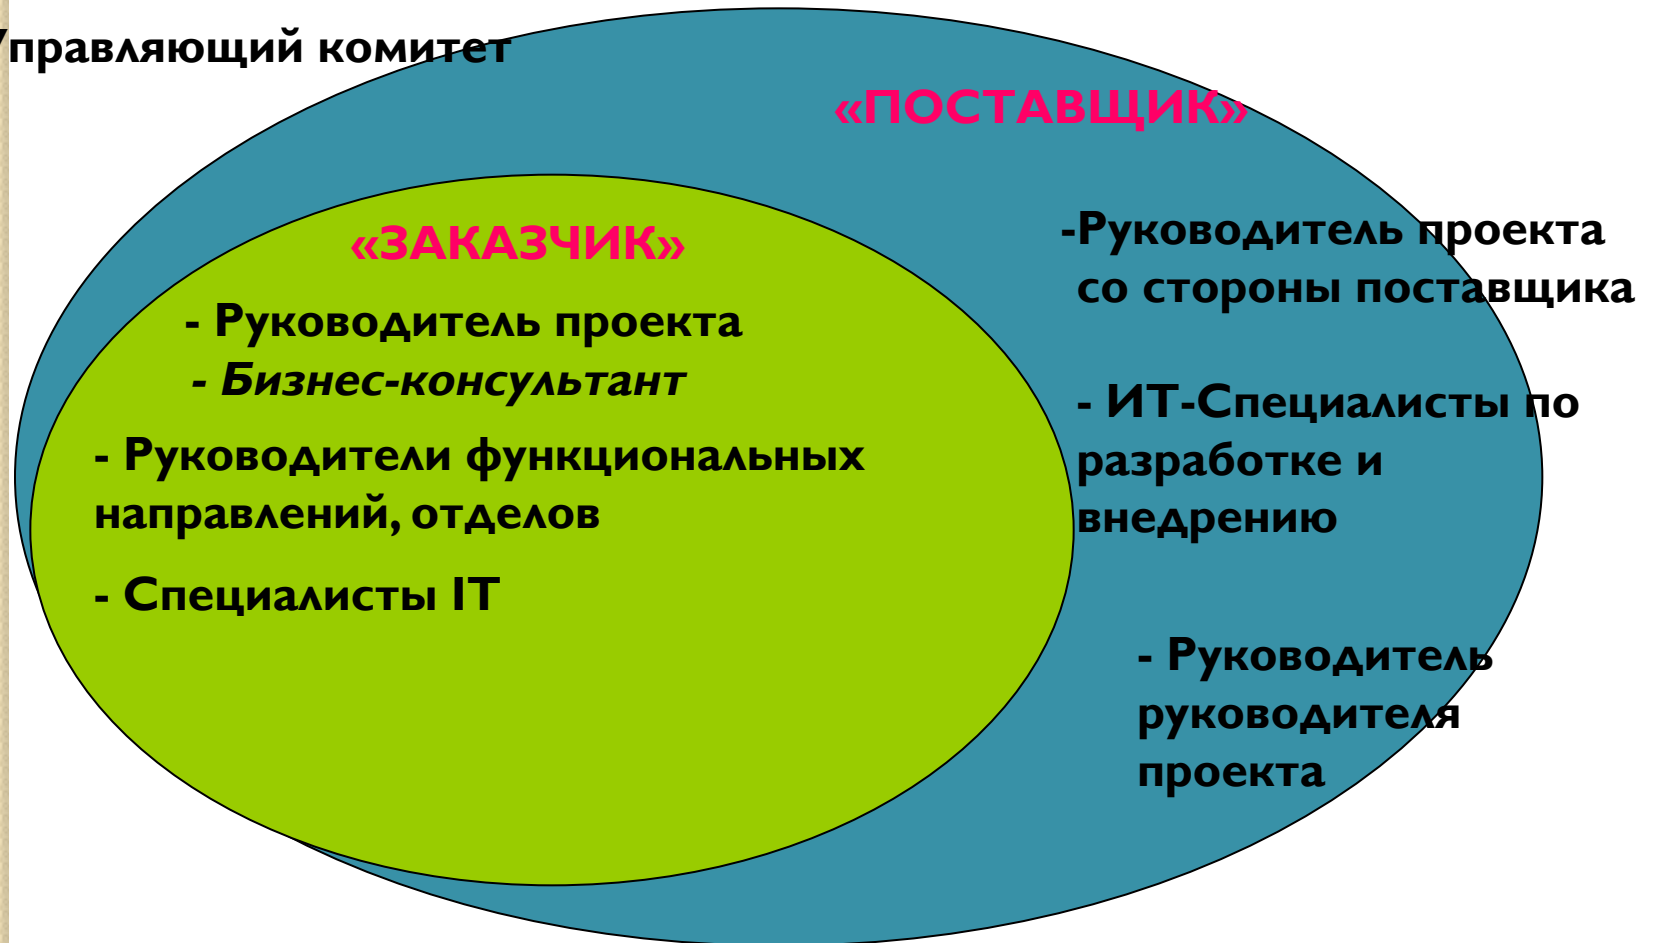 Управляющий комитет
«ПОСТАВЩИК»
«ЗАКАЗЧИК»
- Руководитель проекта
- Бизнес-консультант
- Руководители функциональных
направлений, отделов
- Специалисты IT
-Руководитель проекта
со стороны поставщика
- ИТ-Специалисты по
разработке и
внедрению
- Руководитель
руководителя
проекта